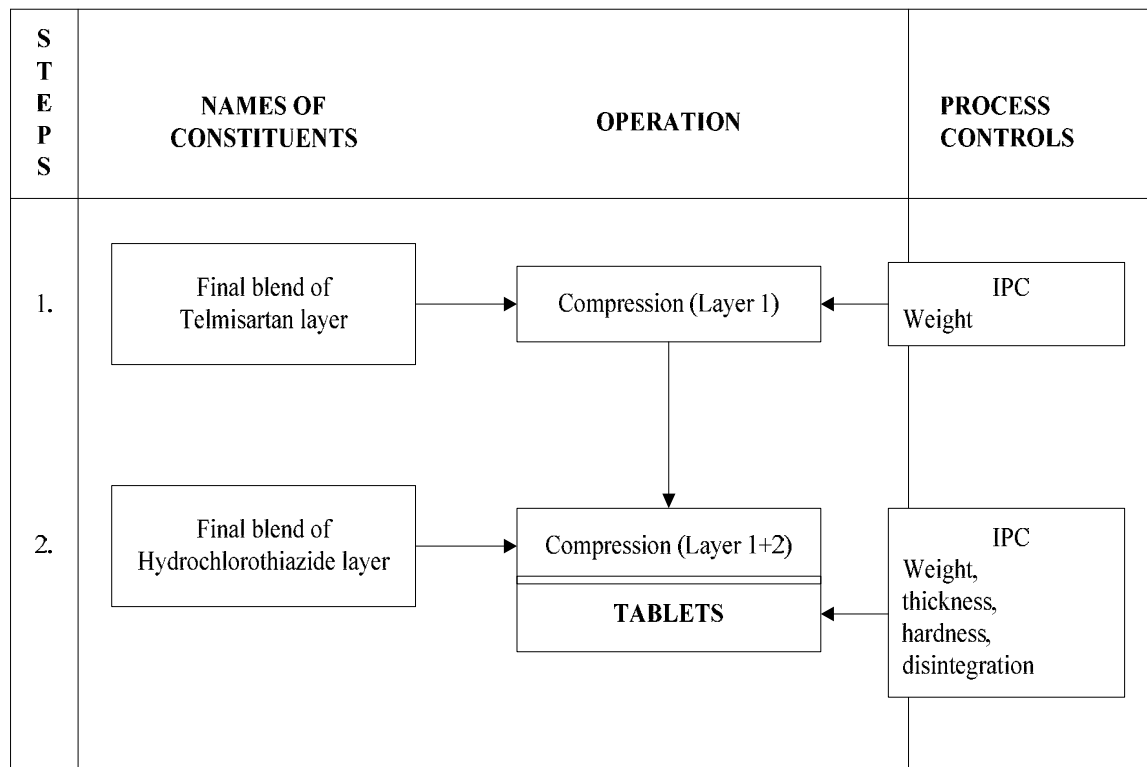 S
T
E
P
S
NAMES OF
CONSTITUENTS
OPERATION
PROCESS
CONTROLS
1.
Final blend of
Telmisartan layer
Compression (Layer 1)
IPC
Weight
2.
Final blend of
Hydrochlorothiazide layer
Compression (Layer 1+2)
TABLETS
IPC
Weight,
thickness,
hardness,
disintegration